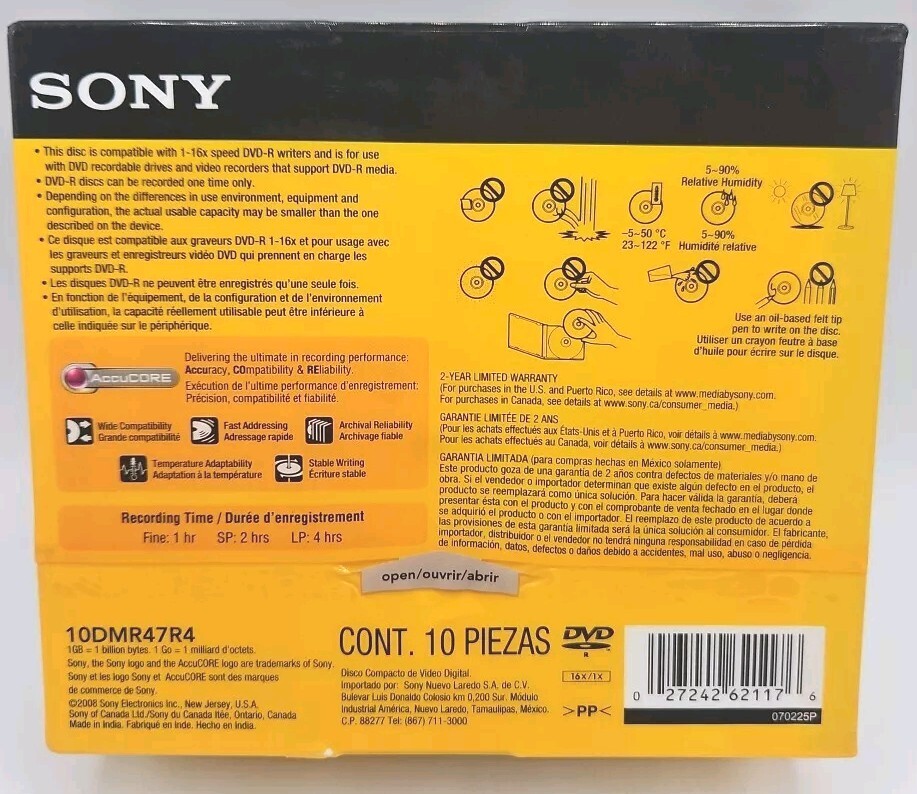 SONY
• This disc is compatible with 1-16x speed DVD-R writers and is for use
with DVD recordable drives and video recorders that support DVD-R media.
• DVD-R discs can be recorded one time only.
• Depending on the differences in use environment, equipment and
configuration, the actual usable capacity may be smaller than the one
described on the device.
• Ce disque est compatible aux graveurs DVD-R 1-16x et pour usage avec
les graveurs et enregistreurs vidéo DVD qui prennent en charge les
supports DVD-R.
• Les disques DVD-R ne peuvent être enregistrés qu'une seule fois.
• En fonction de l'équipement, de la configuration et de l'environnement
d'utilisation, la capacité réellement utilisable peut être inférieure à
celle indiquée sur le périphérique.
5~90%
Relative Humidity
-5~50 °C
23~122 °F
5~90%
Humidité relative
Use an oil-based felt tip
pen to write on the disc.
Utiliser un crayon feutre à base
d'huile pour écrire sur le disque.
AccuCORE
Delivering the ultimate in recording performance:
Accuracy, COmpatibility & REliability.
Exécution de l'ultime performance d'enregistrement:
Précision, compatibilité et fiabilité.
Wide Compatibility
Grande compatibilité
Fast Addressing
Adressage rapide
Archival Reliability
Archivage fiable
Temperature Adaptability
Adaptation à la température
Stable Writing
Écriture stable
Recording Time / Durée d'enregistrement
Fine: 1 hr SP: 2 hrs LP: 4 hrs
2-YEAR LIMITED WARRANTY
(For purchases in the U.S. and Puerto Rico, see details at www.mediabysony.com.
For purchases in Canada, see details at www.sony.ca/consumer_media.)
GARANTIE LIMITÉE DE 2 ANS
(Pour les achats effectués aux États-Unis et à Puerto Rico, voir détails à www.mediabysony.com.
Pour les achats effectués au Canada, voir détails à www.sony.ca/consumer_media.)
GARANTÍA LIMITADA (para compras hechas en México solamente)
Este producto goza de una garantía de 2 años contra defectos de materiales y/o mano de
obra. Si el vendedor o importador determinan que existe algún defecto en el producto, el
producto se reemplazará como única solución. Para hacer válida la garantía, deberá
presentar ésta con el producto y con el comprobante de venta fechado en el lugar donde
se adquirió el producto o con el importador. El reemplazo de este producto de acuerdo a
las provisiones de esta garantía limitada será la única solución al consumidor. El fabricante,
importador, distribuidor o el vendedor no tendrá ninguna responsabilidad en caso de pérdida
de información, datos, defectos o daños debido a accidentes, mal uso, abuso o negligencia.
open/ouvrir/abrir
10DMR47R4
1GB = 1 billion bytes. 1 Go = 1 milliard d'octets.
Sony, the Sony logo and the AccuCORE logo are trademarks of Sony.
Sony et les logo Sony et AccuCORE sont des marques
de commerce de Sony.
©2008 Sony Electronics Inc., New Jersey, U.S.A.
Sony of Canada Ltd./Sony du Canada ltée, Ontario, Canada
Made in India. Fabriqué en Inde. Hecho en India.
CONT. 10 PIEZAS
Disco Compacto de Video Digital.
Importado por: Sony Nuevo Laredo S.A. de C.V.
Bulevar Luis Donaldo Colosio km 0,200 Sur. Módulo
Industrial América, Nuevo Laredo, Tamaulipas, México.
C.P. 88277 Tel: (867) 711-3000
DVD
R
16X/1X
>PP<
0 27242 62117 6
070225P